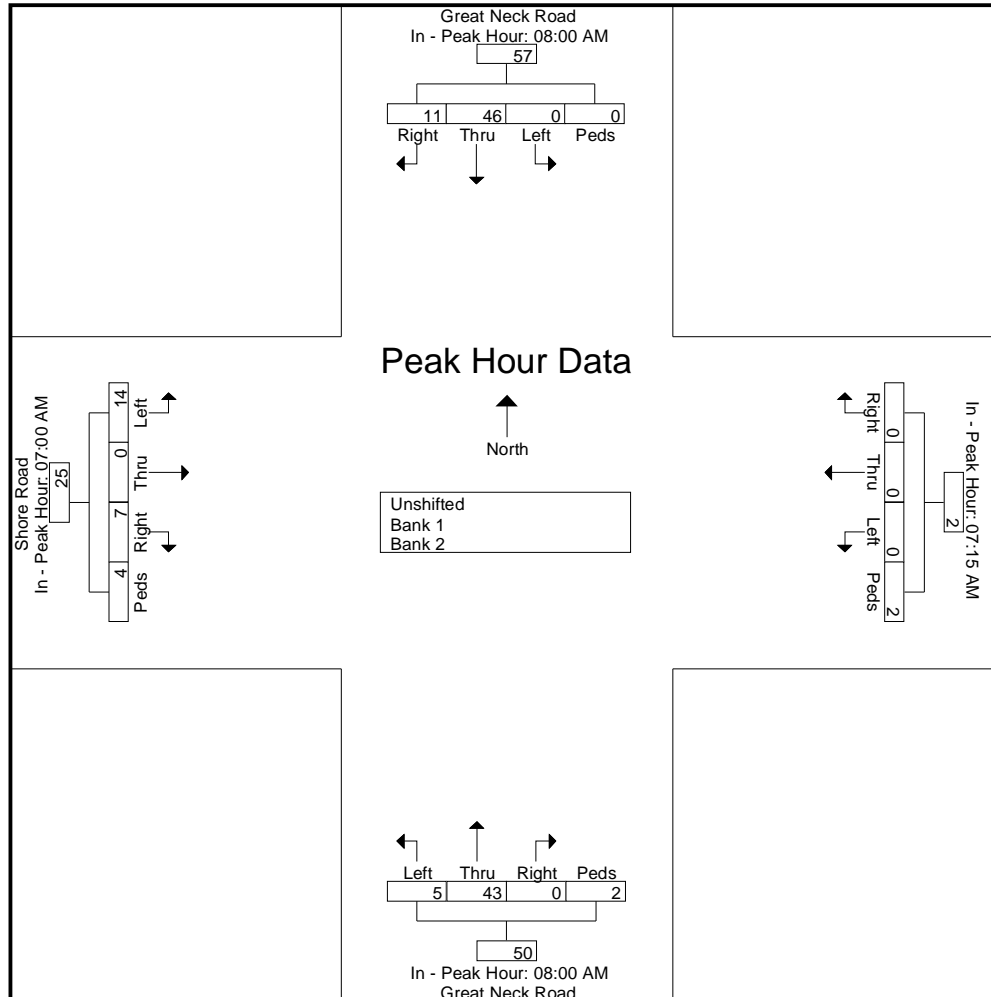 Great Neck Road
In - Peak Hour: 08:00 AM
57
11 46 0 0
Right Thru Left Peds
Peak Hour Data
North
Unshifted
Bank 1
Bank 2
Shore Road
In - Peak Hour: 07:00 AM
25
14 0 7 4
Left Thru Right Peds
In - Peak Hour: 07:15 AM
2
0 0 0 2
Right Thru Left Peds
Left Thru Right Peds
5 43 0 2
50
In - Peak Hour: 08:00 AM
Great Neck Road